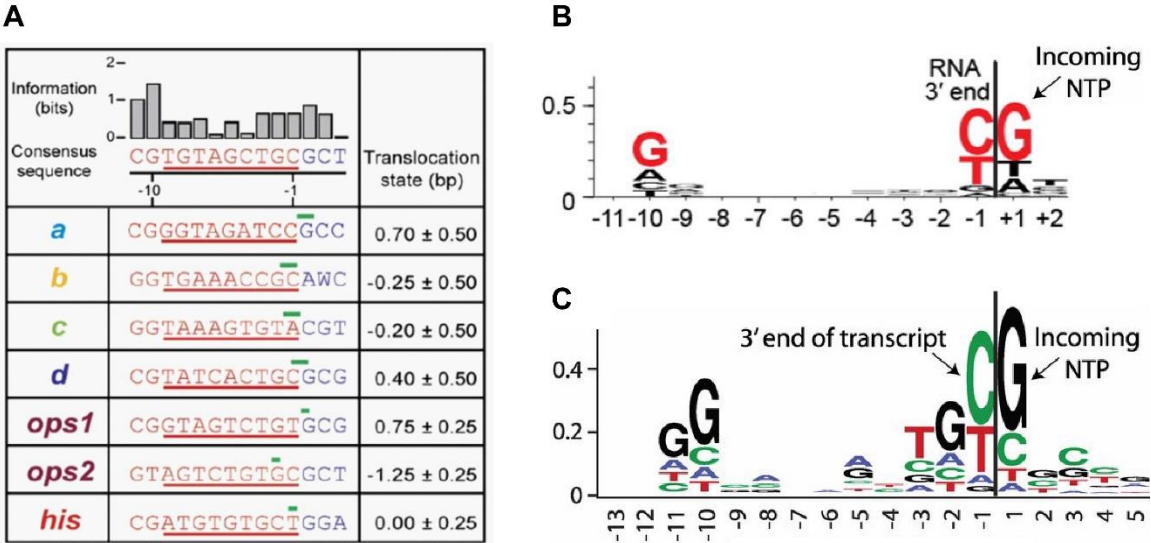 A
Information
(bits)
2
1
0
Consensus
sequence
CGTGTAGCTGCGCT
-10 -1
Translocation
state (bp)
a CGGGTAGATCCGCC 0.70 ± 0.50
b GGTGAAACCGCAWC -0.25 ± 0.50
c GGTAAAGTGTACGT -0.20 ± 0.50
d CGTATCACTGCGCG 0.40 ± 0.50
ops1 CGGTAGTCTGTGCG 0.75 ± 0.25
ops2 GTAGTCTGTGCGCT -1.25 ± 0.25
his CGATGTGTGCTGGA 0.00 ± 0.25
B
RNA
3′ end
Incoming
NTP
0.5
0
G
A
C
T
C
T
G
G
T
A
-11 -10 -9 -8 -7 -6 -5 -4 -3 -2 -1 +1 +2
C
3′ end of transcript
Incoming
NTP
0.4
0.2
0
G
A
T
C
G
C
A
T
A
G
T
C
G
A
G
A
C
T
C
T
A
G
G
C
T
A
-13 -12 -11 -10 -9 -8 -7 -6 -5 -4 -3 -2 -1 1 2 3 4 5